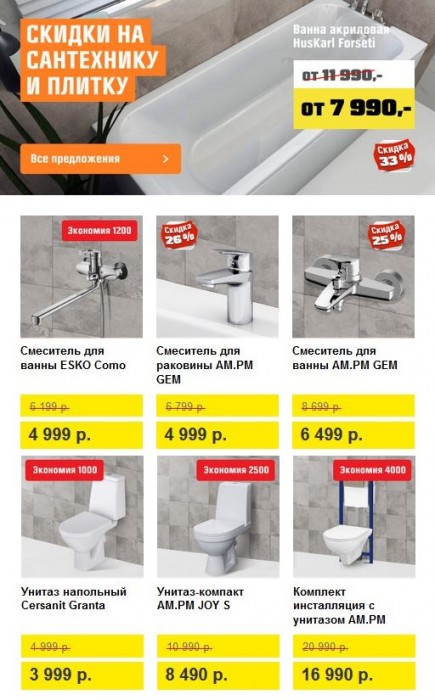 СКИДКИ НА
САНТЕХНИКУ
И ПЛИТКУ
Все предложения >
Ванна акриловая
HusKarl Forseti
от 11 990,-
от 7 990,-
Скидка
33%
Экономия 1200
Смеситель для
ванны ESKO Como
6 199 р.
4 999 р.
Скидка
26%
Смеситель для
раковины AM.PM
GEM
6 799 р.
4 999 р.
Скидка
25%
Смеситель для
ванны AM.PM GEM
8 699 р.
6 499 р.
Экономия 1000
Унитаз напольный
Cersanit Granta
4 999 р.
3 999 р.
Экономия 2500
Унитаз-компакт
AM.PM JOY S
10 990 р.
8 490 р.
Экономия 4000
Комплект
инсталляция с
унитазом AM.PM
20 990 р.
16 990 р.